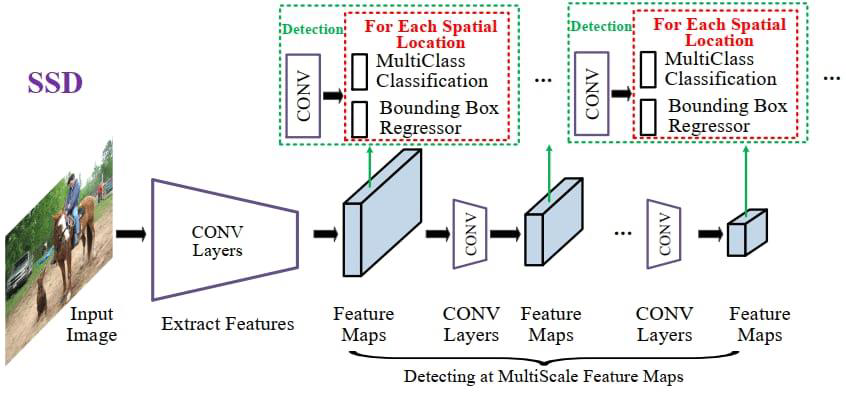 SSD
Detection
For Each Spatial
Location
CONV
MultiClass
Classification
Bounding Box
Regressor
...
Detection
For Each Spatial
Location
CONV
MultiClass
Classification
Bounding Box
Regressor
...
CONV
Layers
CONV
...
CONV
Input
Image
Extract Features
Feature
Maps
CONV
Layers
Feature
Maps
CONV
Layers
Feature
Maps
Detecting at MultiScale Feature Maps